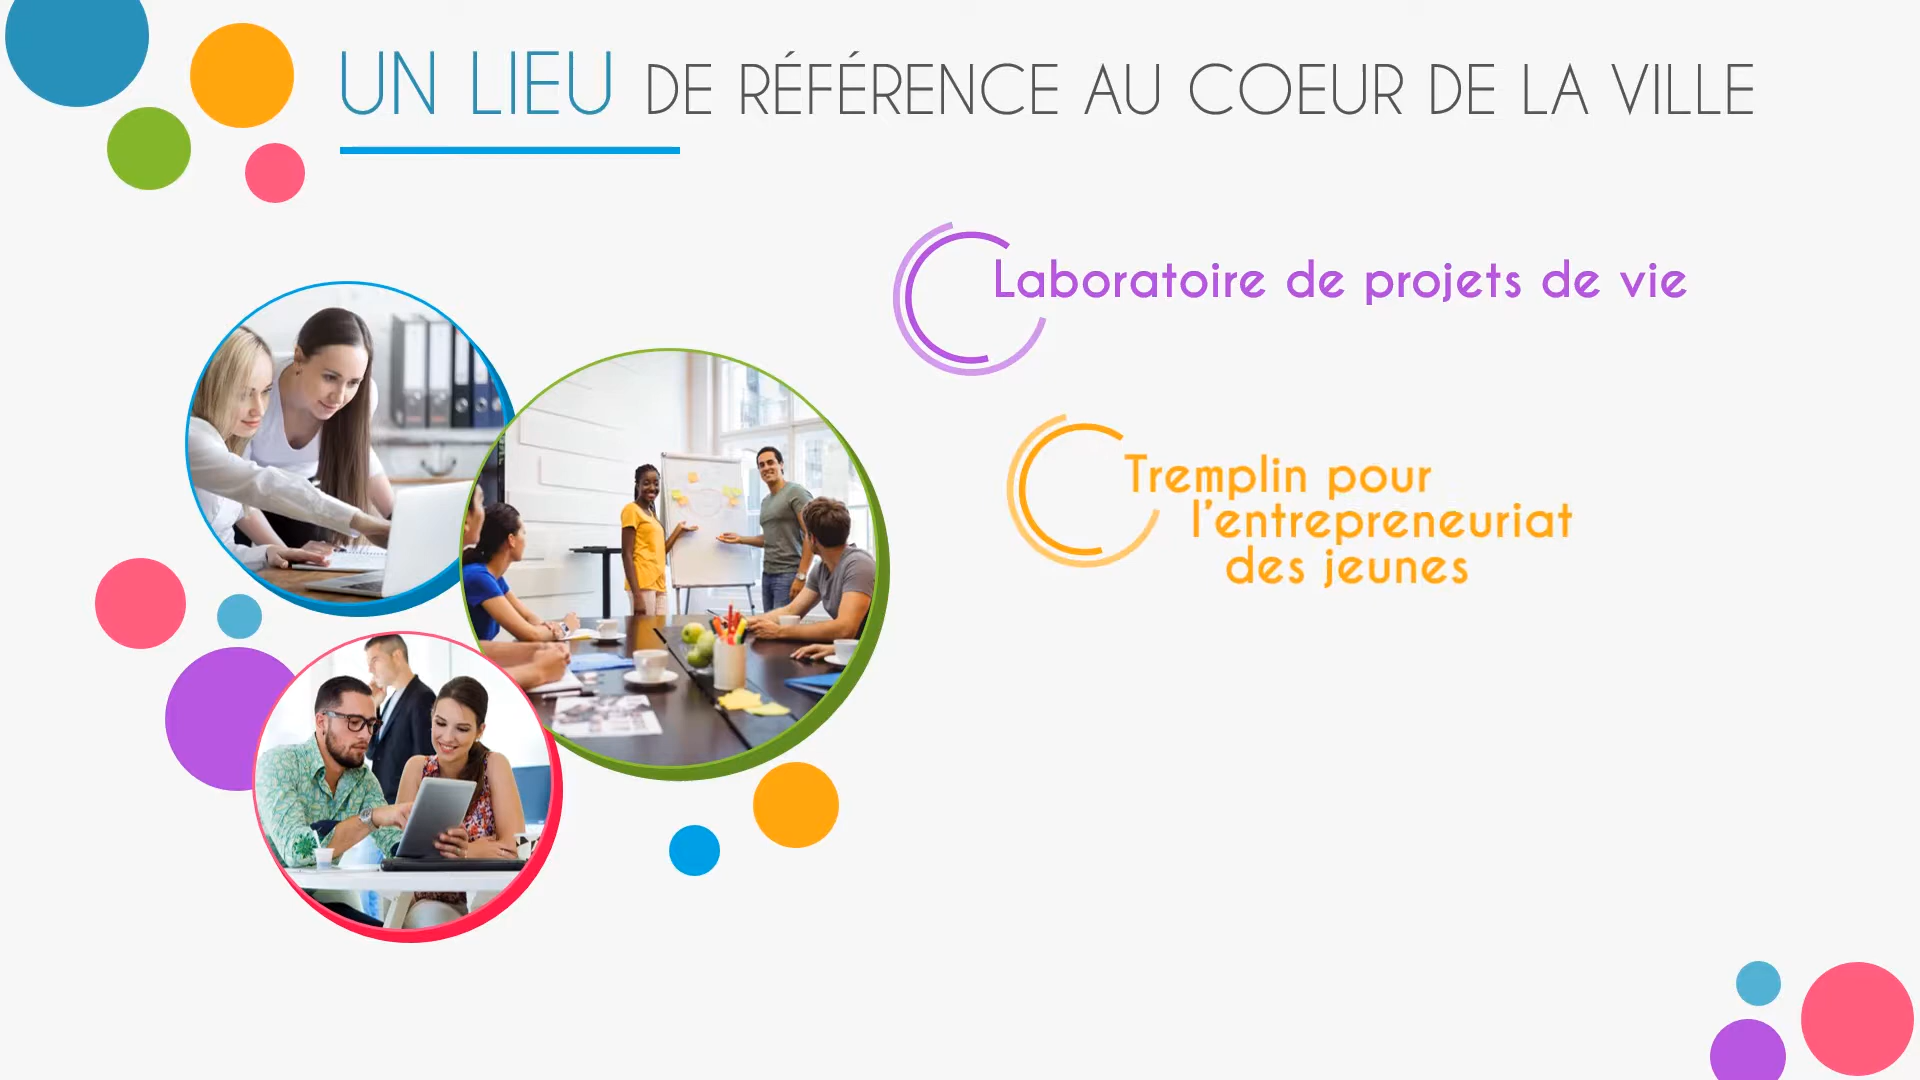 UN LIEU DE RÉFÉRENCE AU COEUR DE LA VILLE
Laboratoire de projets de vie
Tremplin pour
l'entrepreneuriat
des jeunes